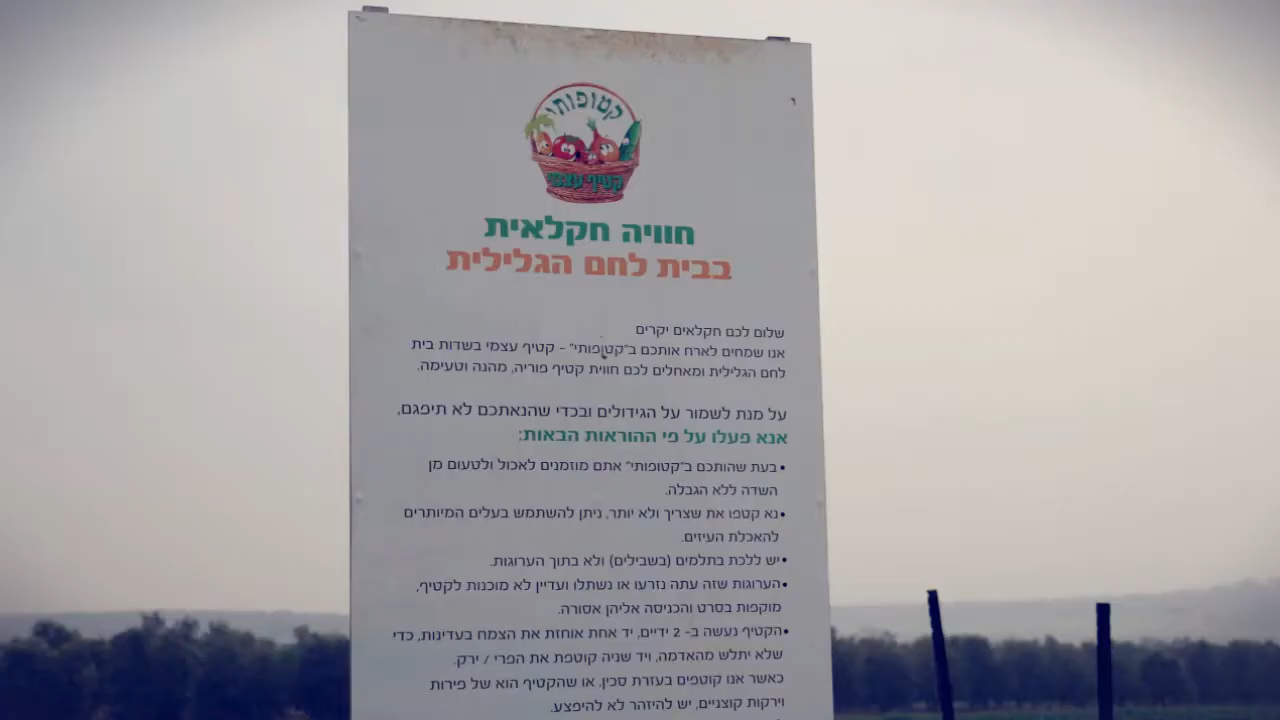 קטופותי
קטיף עצמי
חוויה חקלאית
בבית לחם הגלילית
שלום לכם חקלאים יקרים
אנו שמחים לארח אותכם ב"קטופותי" - קטיף עצמי בשדות בית
לחם הגלילית ומאחלים לכם חווית קטיף פוריה, מהנה וטעימה.
על מנת לשמור על הגידולים ובכדי שהנאתכם לא תיפגם,
אנא פעלו על פי ההוראות הבאות:
•בעת שהותכם ב"קטופותי" אתם מוזמנים לאכול ולטעום מן
השדה ללא הגבלה.
•נא קטפו את שצריך ולא יותר, ניתן להשתמש בעלים המיותרים
להאכלת העיזים.
•יש ללכת בתלמים (בשבילים) ולא בתוך הערוגות.
•הערוגות שזה עתה נזרעו או נשתלו ועדיין לא מוכנות לקטיף,
מוקפות בסרט והכניסה אליהן אסורה.
•הקטיף נעשה ב- 2 ידיים, יד אחת אוחזת את הצמח בעדינות, כדי
שלא יתלש מהאדמה, ויד שניה קוטפת את הפרי / ירק.
כאשר אנו קוטפים בעזרת סכין, או שהקטיף הוא של פירות
וירקות קוצניים, יש להיזהר לא להיפצע.